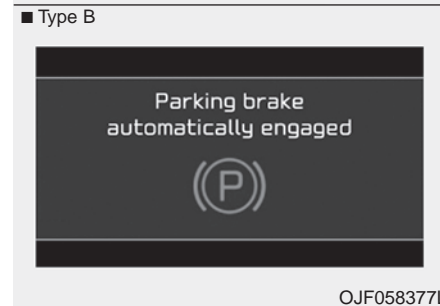 ■ Type B
Parking brake
automatically engaged
(P)
OJF058377L